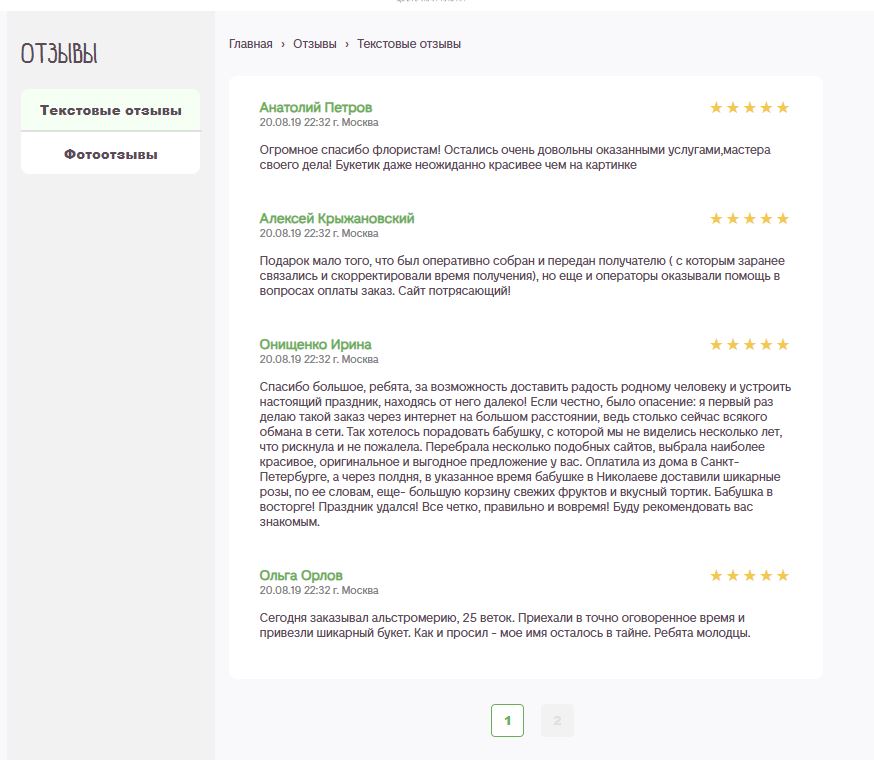 ОТЗЫВЫ
Текстовые отзывы
Фотоотзывы
Главная › Отзывы › Текстовые отзывы
Анатолий Петров ★★★★★
20.08.19 22:32 г. Москва
Огромное спасибо флористам! Остались очень довольны оказанными услугами,мастера
своего дела! Букетик даже неожиданно красивее чем на картинке
Алексей Крыжановский ★★★★★
20.08.19 22:32 г. Москва
Подарок мало того, что был оперативно собран и передан получателю ( с которым заранее
связались и скорректировали время получения), но еще и операторы оказывали помощь в
вопросах оплаты заказ. Сайт потрясающий!
Онищенко Ирина ★★★★★
20.08.19 22:32 г. Москва
Спасибо большое, ребята, за возможность доставить радость родному человеку и устроить
настоящий праздник, находясь от него далеко! Если честно, было опасение: я первый раз
делаю такой заказ через интернет на большом расстоянии, ведь столько сейчас всякого
обмана в сети. Так хотелось порадовать бабушку, с которой мы не виделись несколько лет,
что рискнула и не пожалела. Перебрала несколько подобных сайтов, выбрала наиболее
красивое, оригинальное и выгодное предложение у вас. Оплатила из дома в Санкт-
Петербурге, а через полдня, в указанное время бабушке в Николаеве доставили шикарные
розы, по ее словам, еще- большую корзину свежих фруктов и вкусный тортик. Бабушка в
восторге! Праздник удался! Все четко, правильно и вовремя! Буду рекомендовать вас
знакомым.
Ольга Орлов ★★★★★
20.08.19 22:32 г. Москва
Сегодня заказывал альстромерию, 25 веток. Приехали в точно оговоренное время и
привезли шикарный букет. Как и просил - мое имя осталось в тайне. Ребята молодцы.
1 2